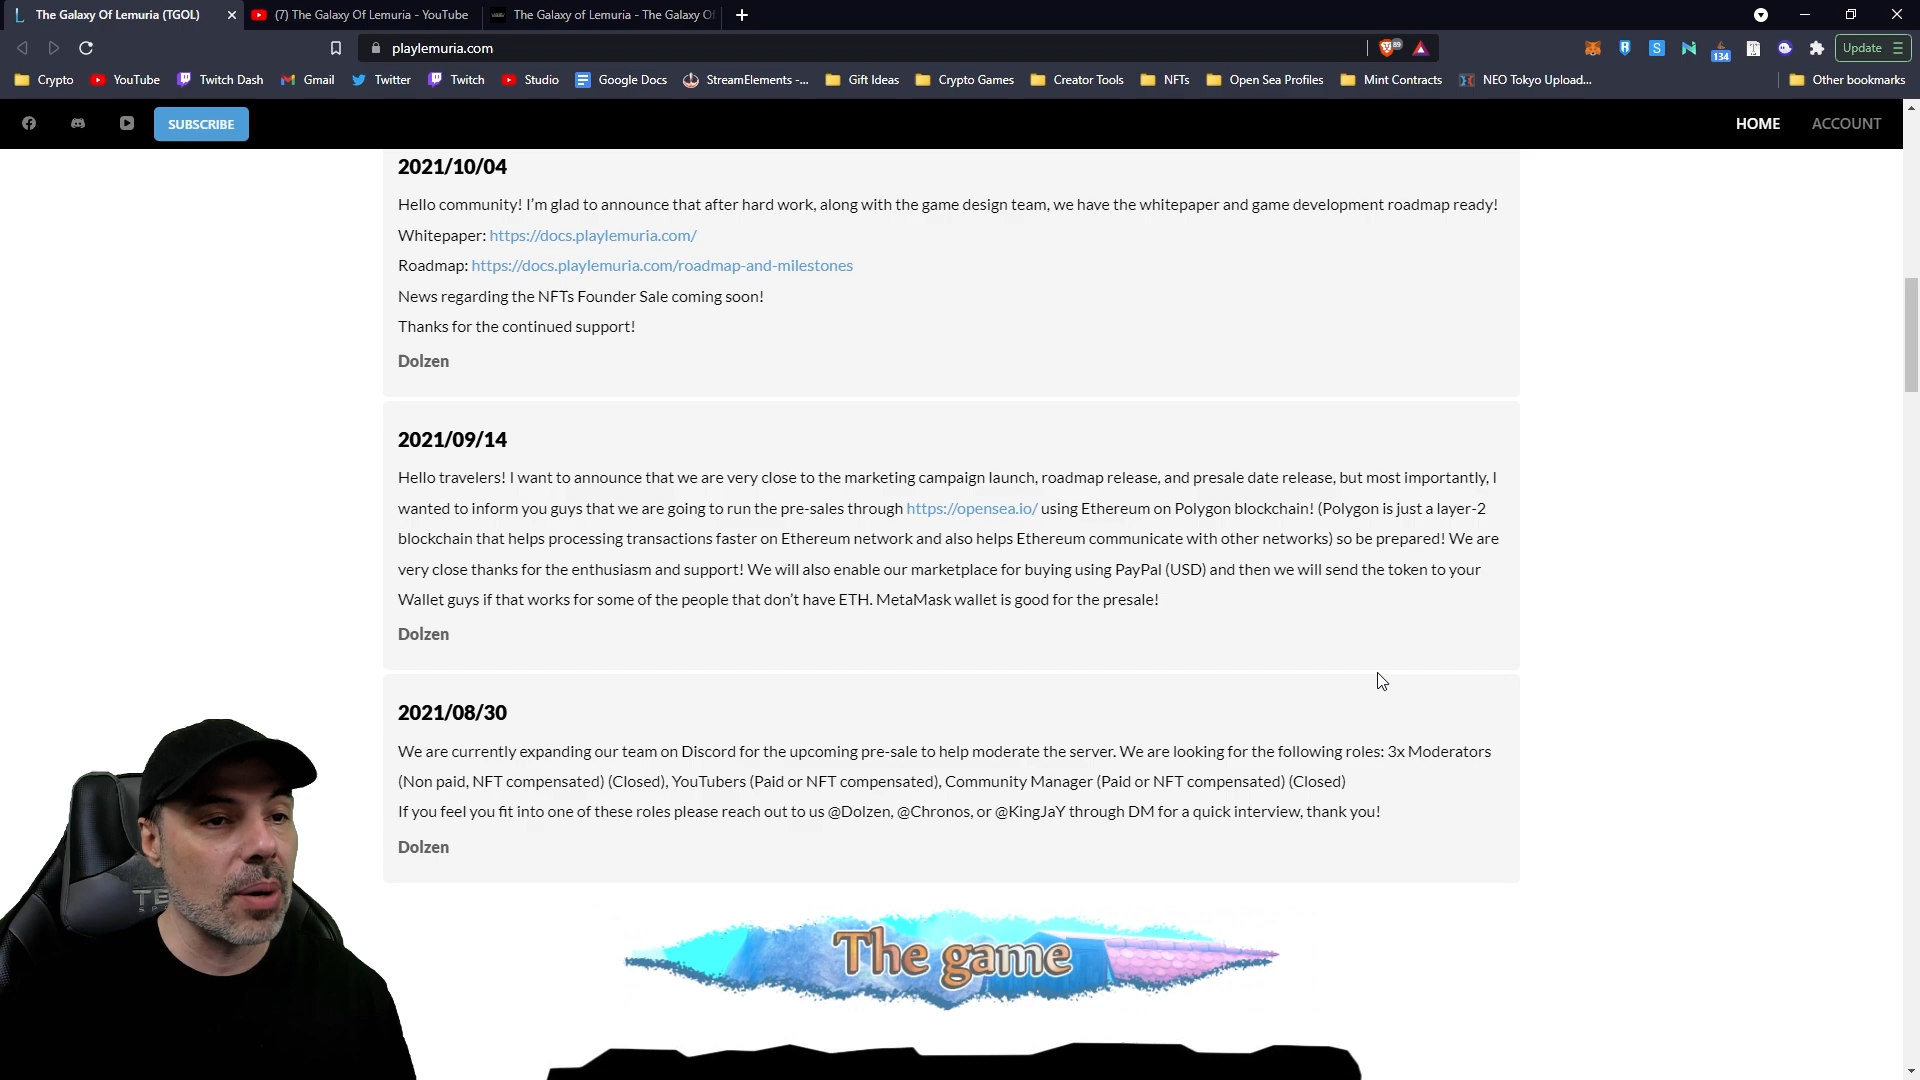 The Galaxy Of Lemuria (TGOL)
(7) The Galaxy Of Lemuria - YouTube
The Galaxy of Lemuria - The Galaxy Of
playlemuria.com
89
134
Update
Crypto
YouTube
Twitch Dash
Gmail
Twitter
Twitch
Studio
Google Docs
StreamElements -...
Gift Ideas
Crypto Games
Creator Tools
NFTs
Open Sea Profiles
Mint Contracts
NEO Tokyo Upload...
Other bookmarks
SUBSCRIBE
HOME
ACCOUNT
2021/10/04
Hello community! I'm glad to announce that after hard work, along with the game design team, we have the whitepaper and game development roadmap ready!
Whitepaper: https://docs.playlemuria.com/
Roadmap: https://docs.playlemuria.com/roadmap-and-milestones
News regarding the NFTs Founder Sale coming soon!
Thanks for the continued support!
Dolzen
2021/09/14
Hello travelers! I want to announce that we are very close to the marketing campaign launch, roadmap release, and presale date release, but most importantly, I
wanted to inform you guys that we are going to run the pre-sales through https://opensea.io/ using Ethereum on Polygon blockchain! (Polygon is just a layer-2
blockchain that helps processing transactions faster on Ethereum network and also helps Ethereum communicate with other networks) so be prepared! We are
very close thanks for the enthusiasm and support! We will also enable our marketplace for buying using PayPal (USD) and then we will send the token to your
Wallet guys if that works for some of the people that don't have ETH. MetaMask wallet is good for the presale!
Dolzen
2021/08/30
We are currently expanding our team on Discord for the upcoming pre-sale to help moderate the server. We are looking for the following roles: 3x Moderators
(Non paid, NFT compensated) (Closed), YouTubers (Paid or NFT compensated), Community Manager (Paid or NFT compensated) (Closed)
If you feel you fit into one of these roles please reach out to us @Dolzen, @Chronos, or @KingJaY through DM for a quick interview, thank you!
Dolzen
The game